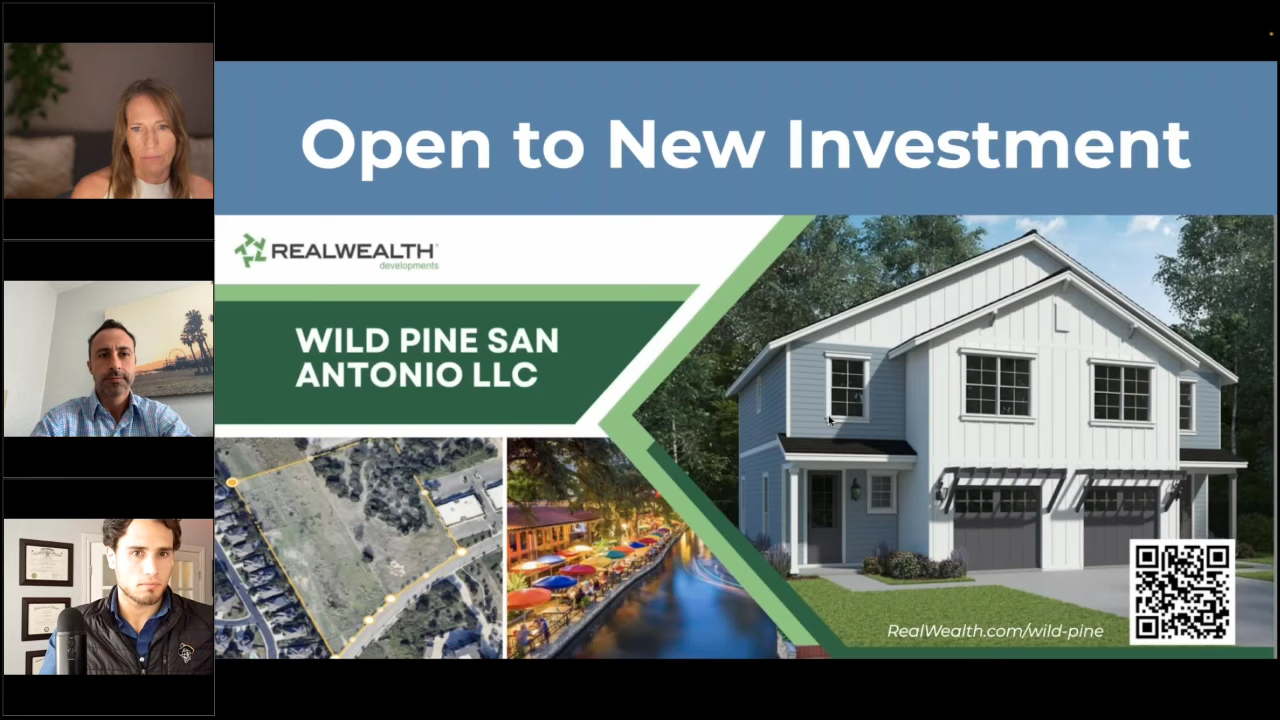 Open to New Investment
REALWEALTH
developments
WILD PINE SAN
ANTONIO LLC
RealWealth.com/wild-pine